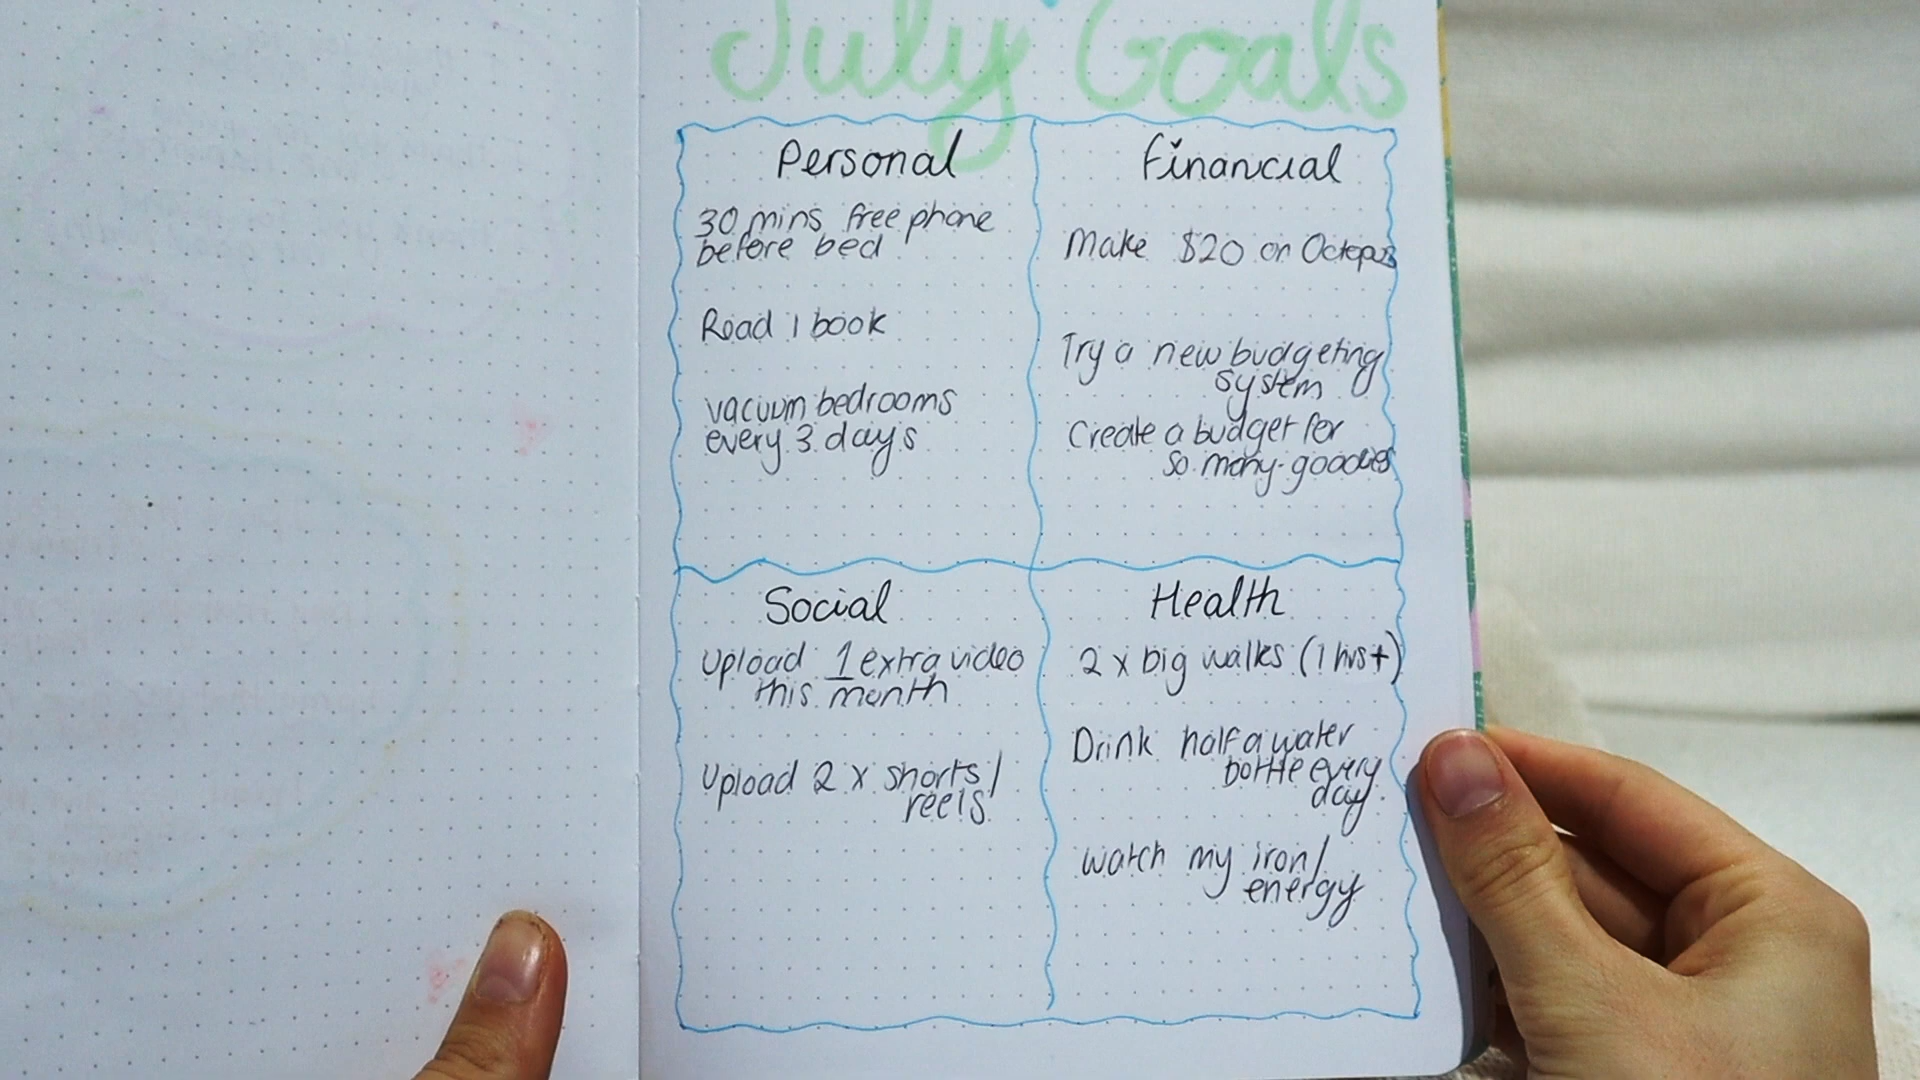 July Goals
Personal
30 mins free phone
before bed
Read 1 book
vacuum bedrooms
every 3 days
Financial
Make $20 on Octopus
Try a new budgeting
system
Create a budget for
so many goodies
Social
Upload 1 extra video
this month
Upload 2 x shorts/
reels
Health
2 x big walks (1 hrs+)
Drink half a water
bottle every
day
watch my iron/
energy